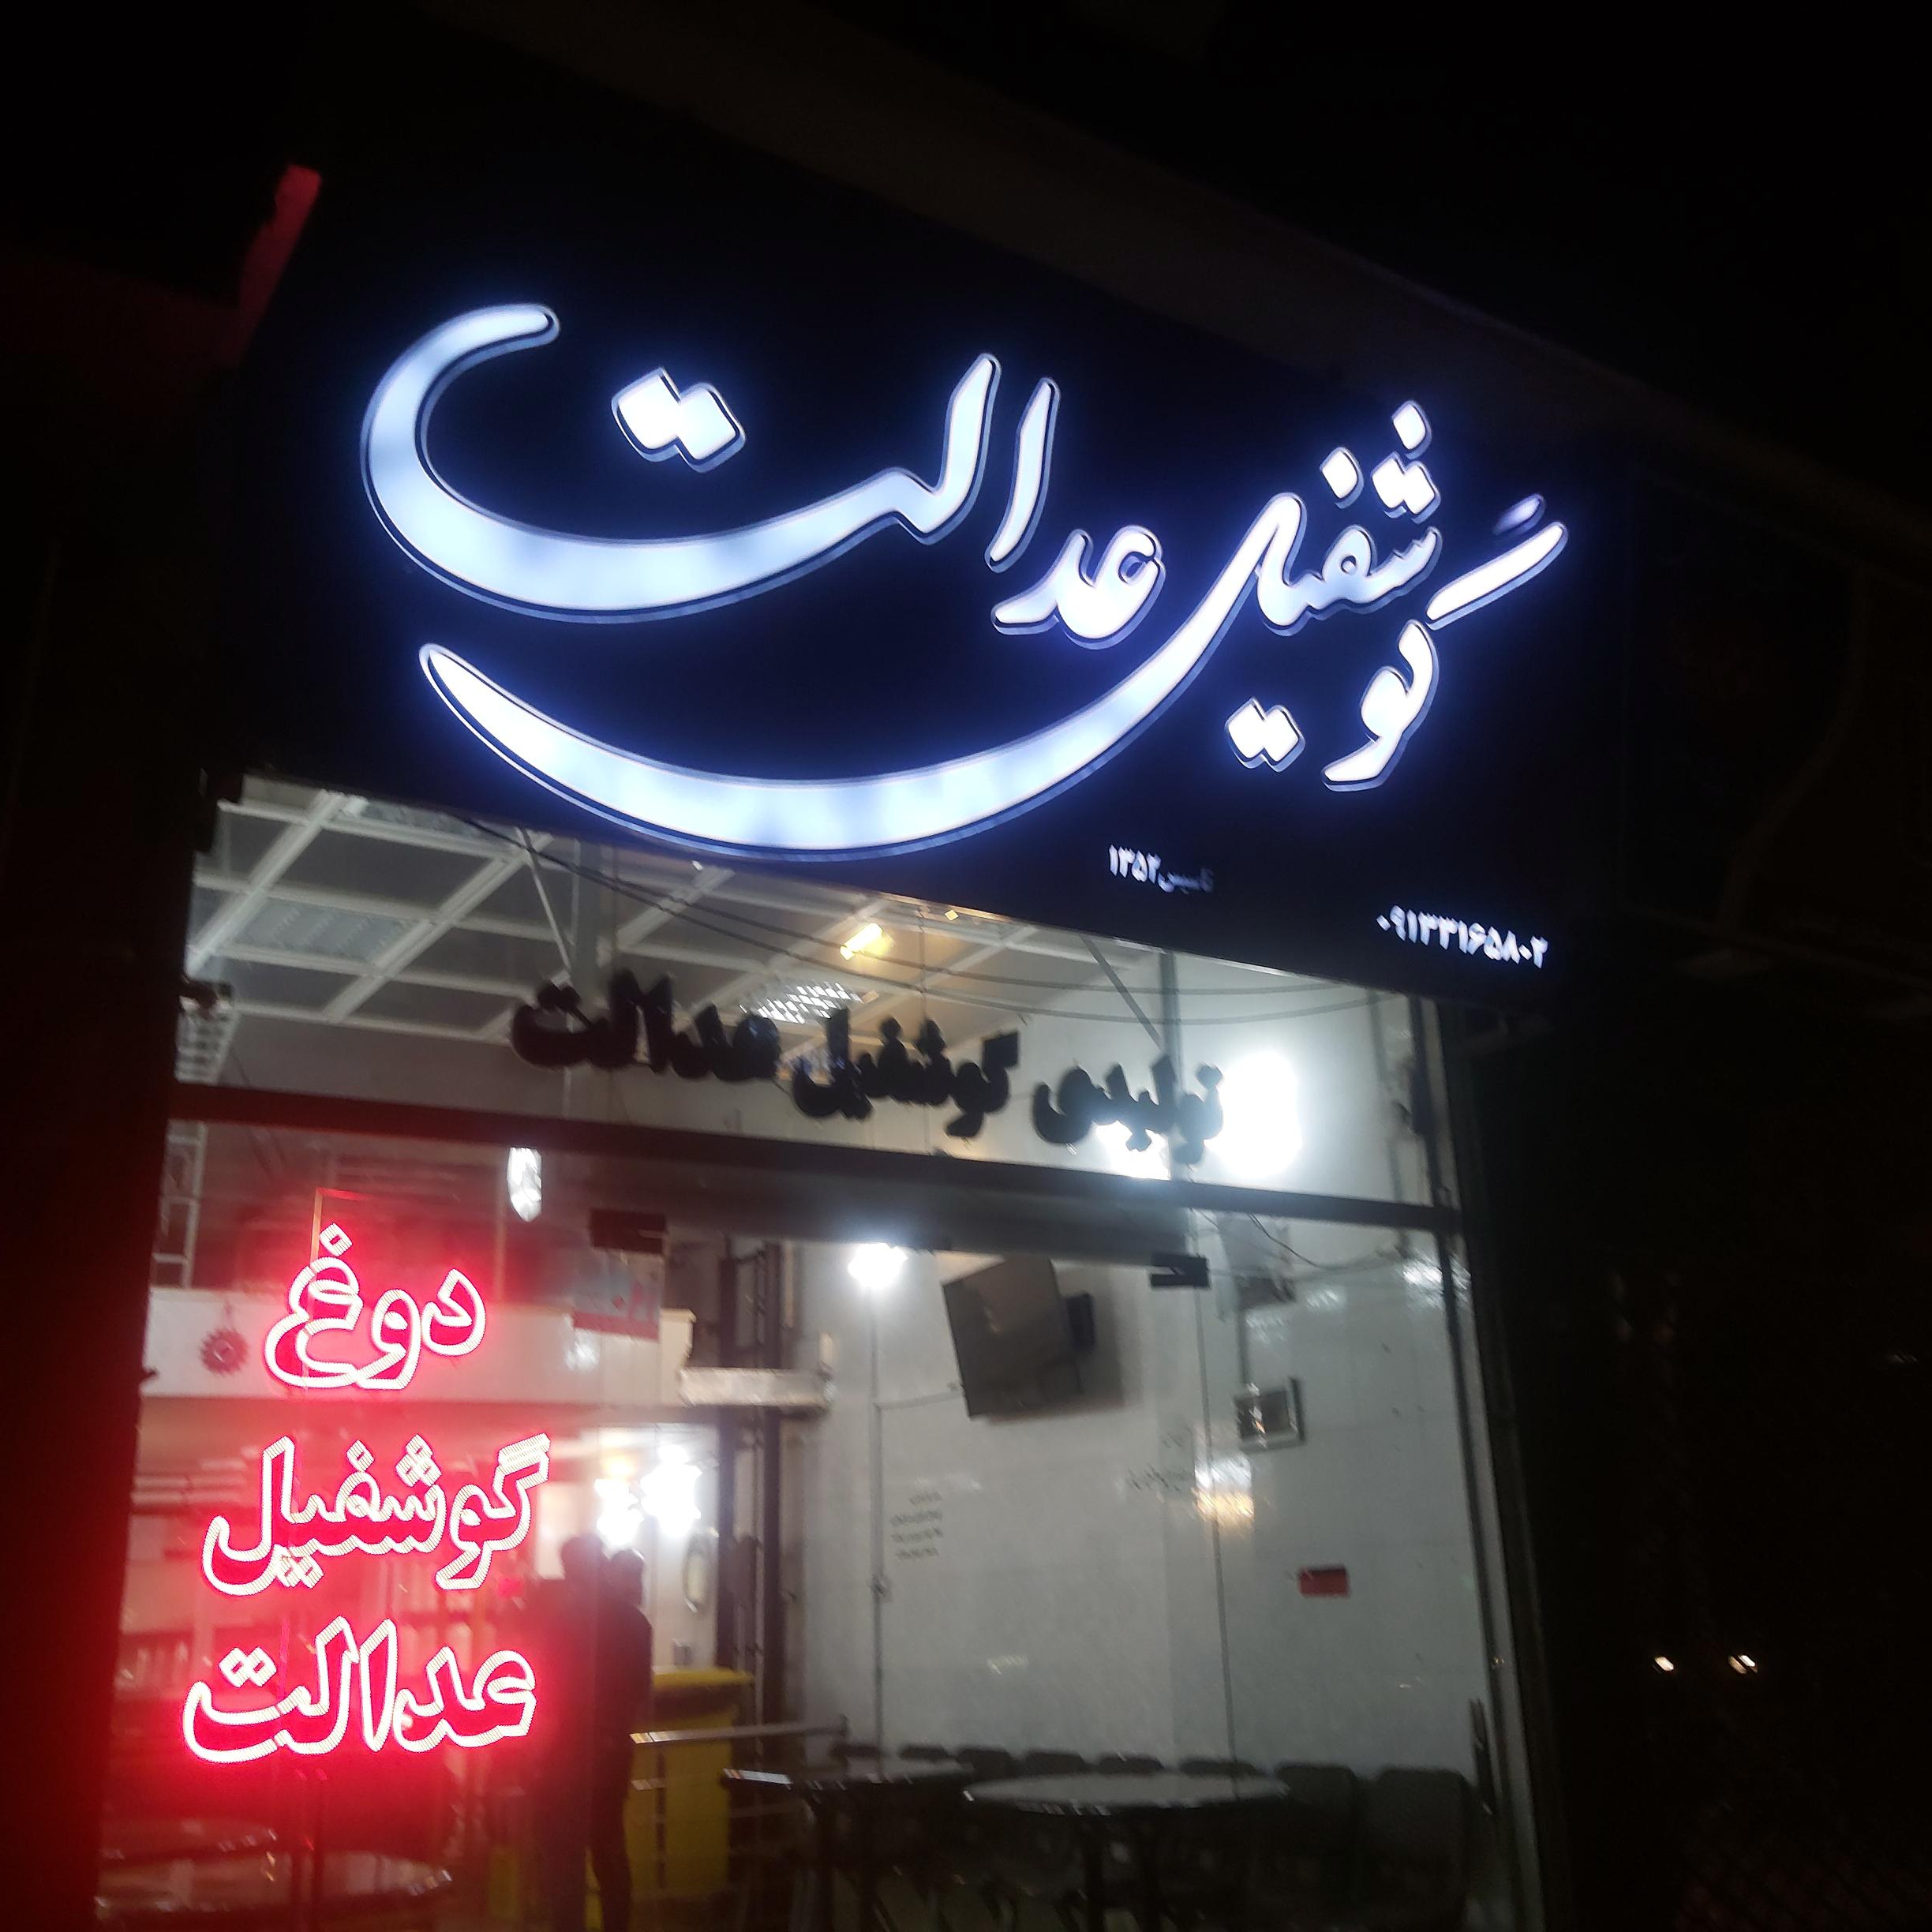 گوشفیل عدالت
تاسیس ۱۳۵۲
۰۹۱۳۳۱۶۵۸۰۲
تولیدی گوشفیل عدالت
دوغ
گوشفیل
عدالت